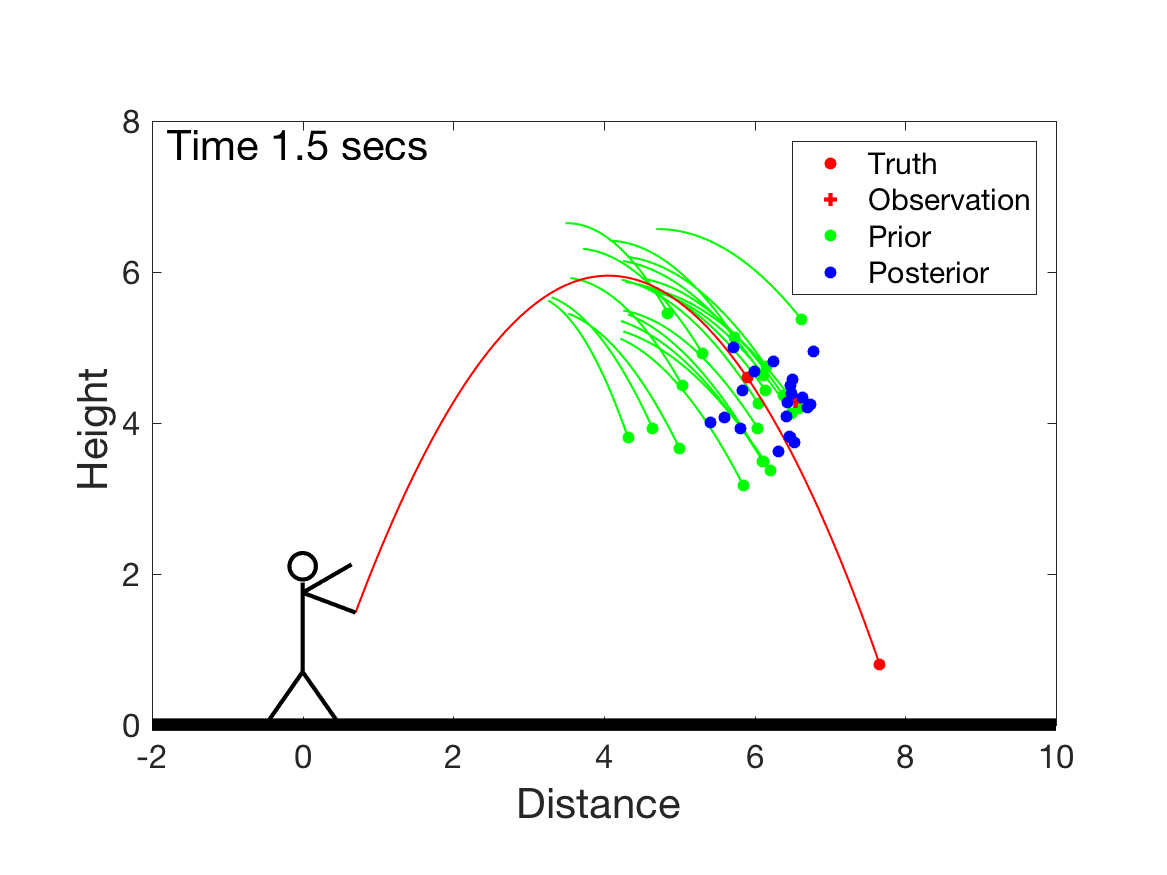 Time 1.5 secs
Truth
Observation
Prior
Posterior
8
6
4
2
0
Height
-2 0 2 4 6 8 10
Distance